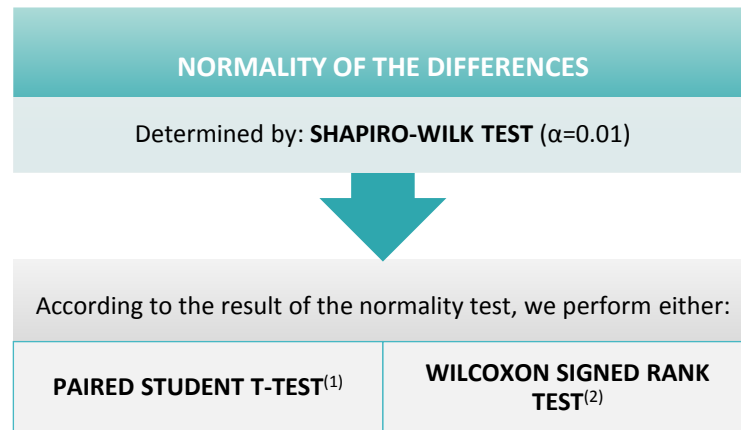 NORMALITY OF THE DIFFERENCES
Determined by: SHAPIRO-WILK TEST (α=0.01)
According to the result of the normality test, we perform either:
PAIRED STUDENT T-TEST(1)
WILCOXON SIGNED RANK
TEST(2)